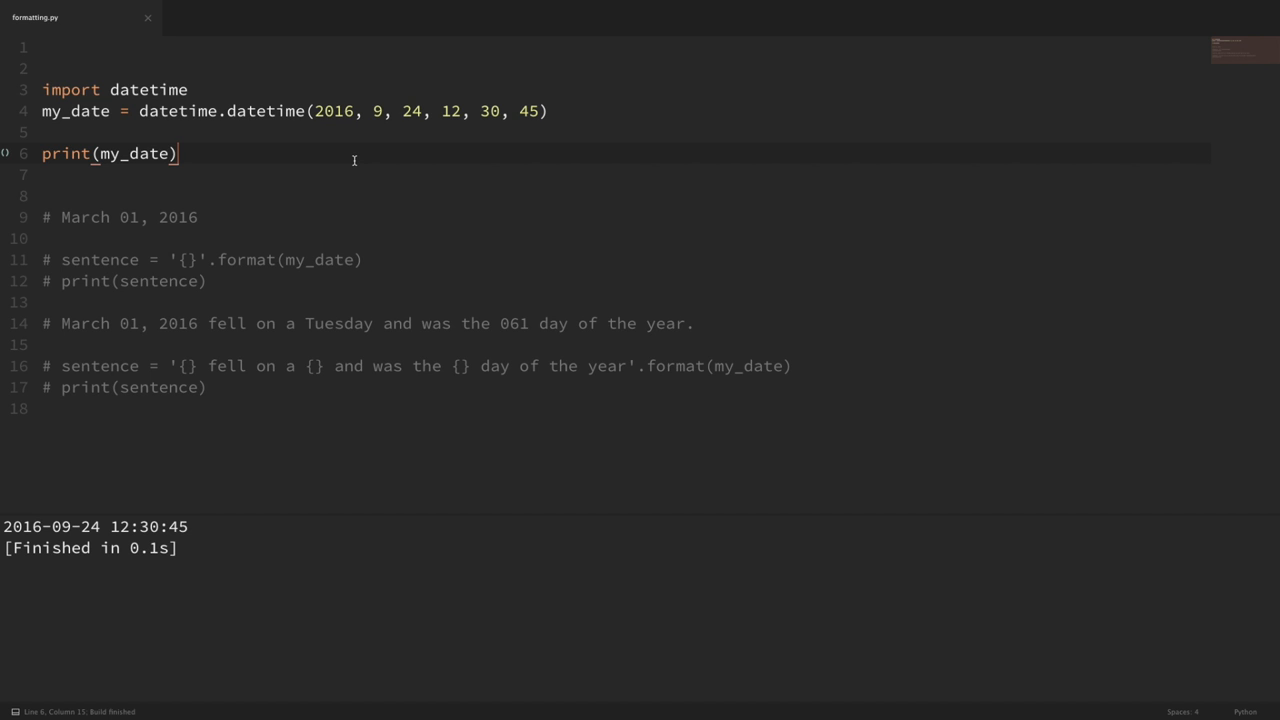 formatting.py ×
1
2
3 import datetime
4 my_date = datetime.datetime(2016, 9, 24, 12, 30, 45)
5
() 6 print(my_date)
7
8
9 # March 01, 2016
10
11 # sentence = '{}'.format(my_date)
12 # print(sentence)
13
14 # March 01, 2016 fell on a Tuesday and was the 061 day of the year.
15
16 # sentence = '{} fell on a {} and was the {} day of the year'.format(my_date)
17 # print(sentence)
18
2016-09-24 12:30:45
[Finished in 0.1s]
Line 6, Column 15; Build finished Spaces: 4 Python